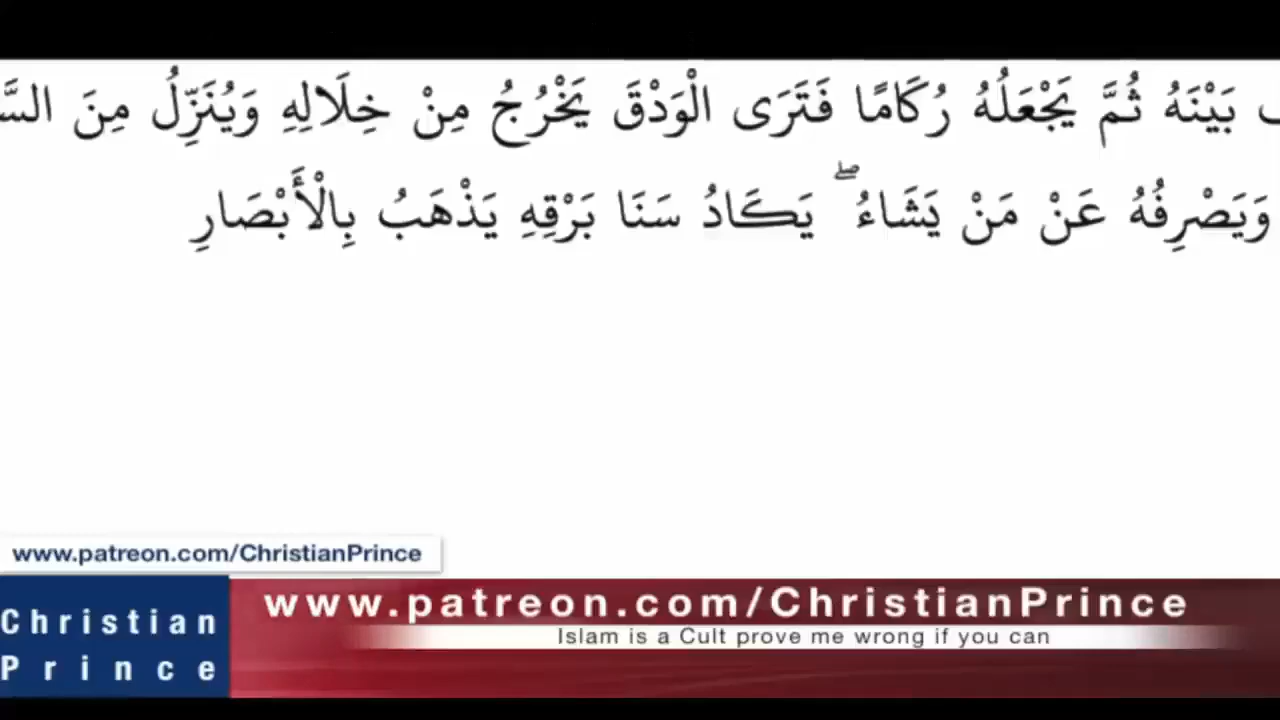 بَيْنَهُ ثُمَّ يَجْعَلُهُ رُكَامًا فَتَرَى الْوَدْقَ يَخْرُجُ مِنْ خِلَالِهِ وَيُنَزِّلُ مِنَ
وَيَصْرِفُهُ عَنْ مَنْ يَشَاءُ ۖ يَكَادُ سَنَا بَرْقِهِ يَذْهَبُ بِالْأَبْصَارِ
www.patreon.com/ChristianPrince
Christian
Prince
www.patreon.com/ChristianPrince
Islam is a Cult prove me wrong if you can